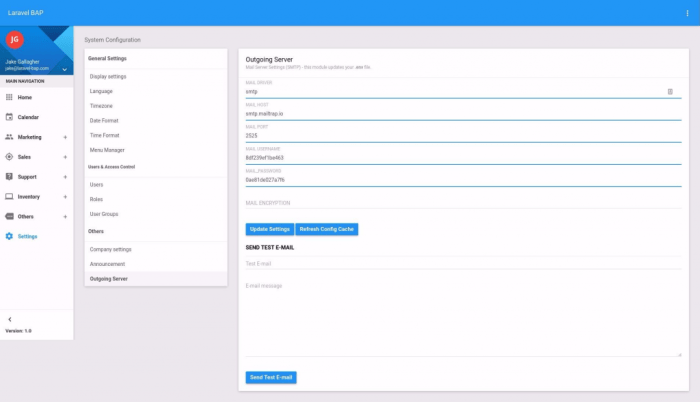 Laravel BAP
JG
Jake Gallagher
jake@laravel-bap.com
MAIN NAVIGATION
Home
Calendar
Marketing +
Sales +
Support +
Inventory +
Others +
Settings
Version: 1.0
System Configuration
General Settings
Display settings
Language
Timezone
Date Format
Time Format
Menu Manager
Users & Access Control
Users
Roles
User Groups
Others
Company settings
Announcement
Outgoing Server
Outgoing Server
Mail Server Settings (SMTP) - this module updates your .env file.
MAIL DRIVER
smtp
MAIL HOST
smtp.mailtrap.io
MAIL PORT
2525
MAIL USERNAME
MAIL PASSWORD
MAIL ENCRYPTION
Update Settings Refresh Config Cache
SEND TEST E-MAIL
Test E-mail
E-mail message
Send Test E-mail